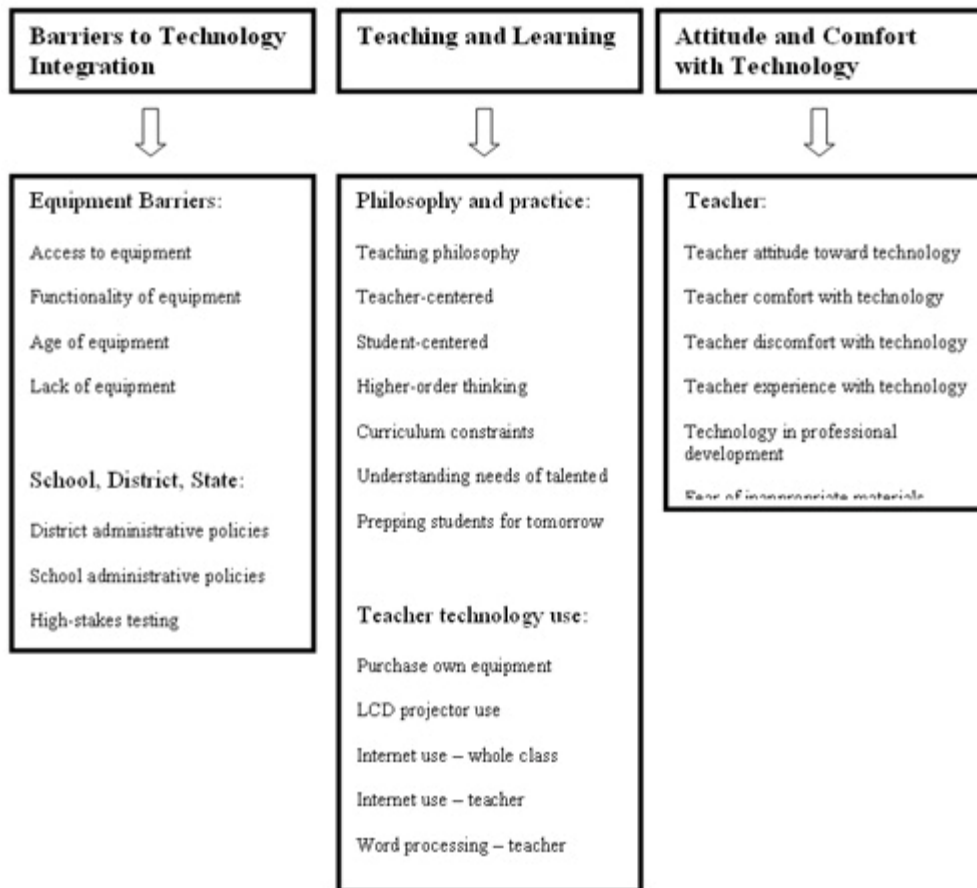 Barriers to Technology
Integration
Teaching and Learning
Attitude and Comfort
with Technology
Equipment Barriers:
Access to equipment
Functionality of equipment
Age of equipment
Lack of equipment
School, District, State:
District administrative policies
School administrative policies
High-stakes testing
Philosophy and practice:
Teaching philosophy
Teacher-centered
Student-centered
Higher-order thinking
Curriculum constraints
Understanding needs of talented
Prepping students for tomorrow
Teacher technology use:
Purchase own equipment
LCD projector use
Internet use – whole class
Internet use – teacher
Word processing – teacher
Teacher:
Teacher attitude toward technology
Teacher comfort with technology
Teacher discomfort with technology
Teacher experience with technology
Technology in professional
development
Fear of inappropriate materials